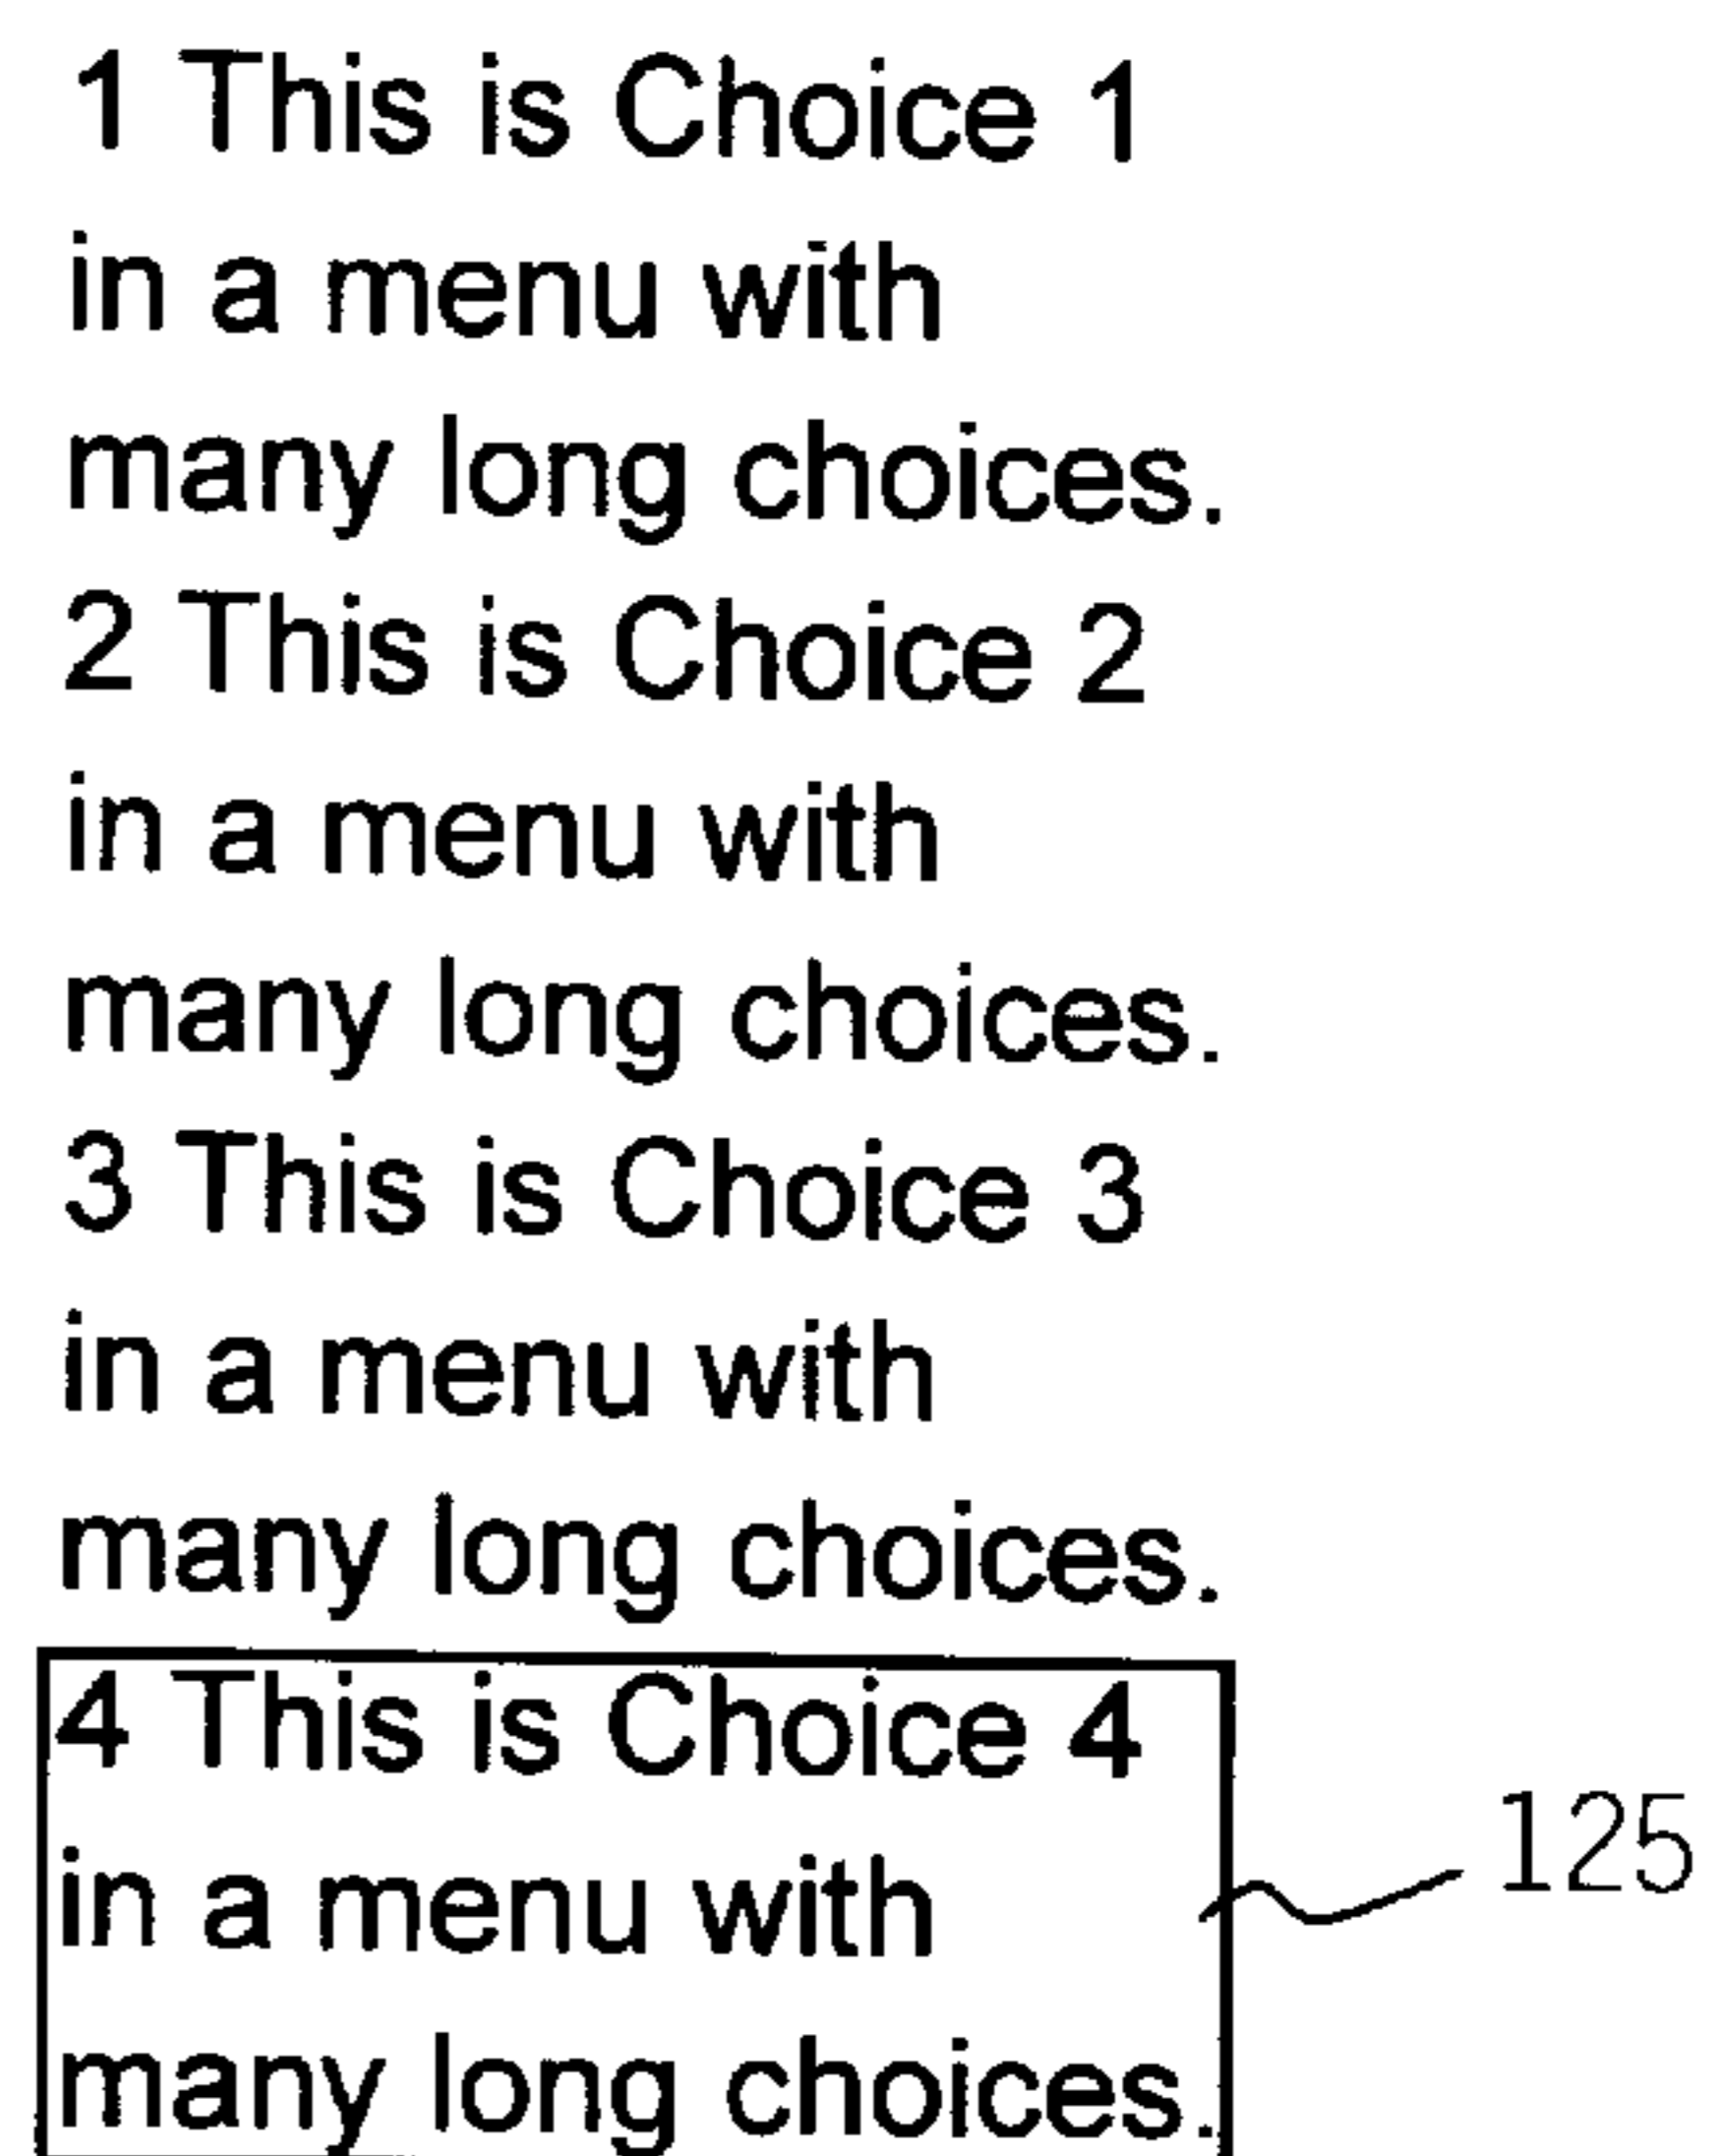 1 This is Choice 1
in a menu with
many long choices.
2 This is Choice 2
in a menu with
many long choices.
3 This is Choice 3
in a menu with
many long choices.
4 This is Choice 4
in a menu with
many long choices.
125